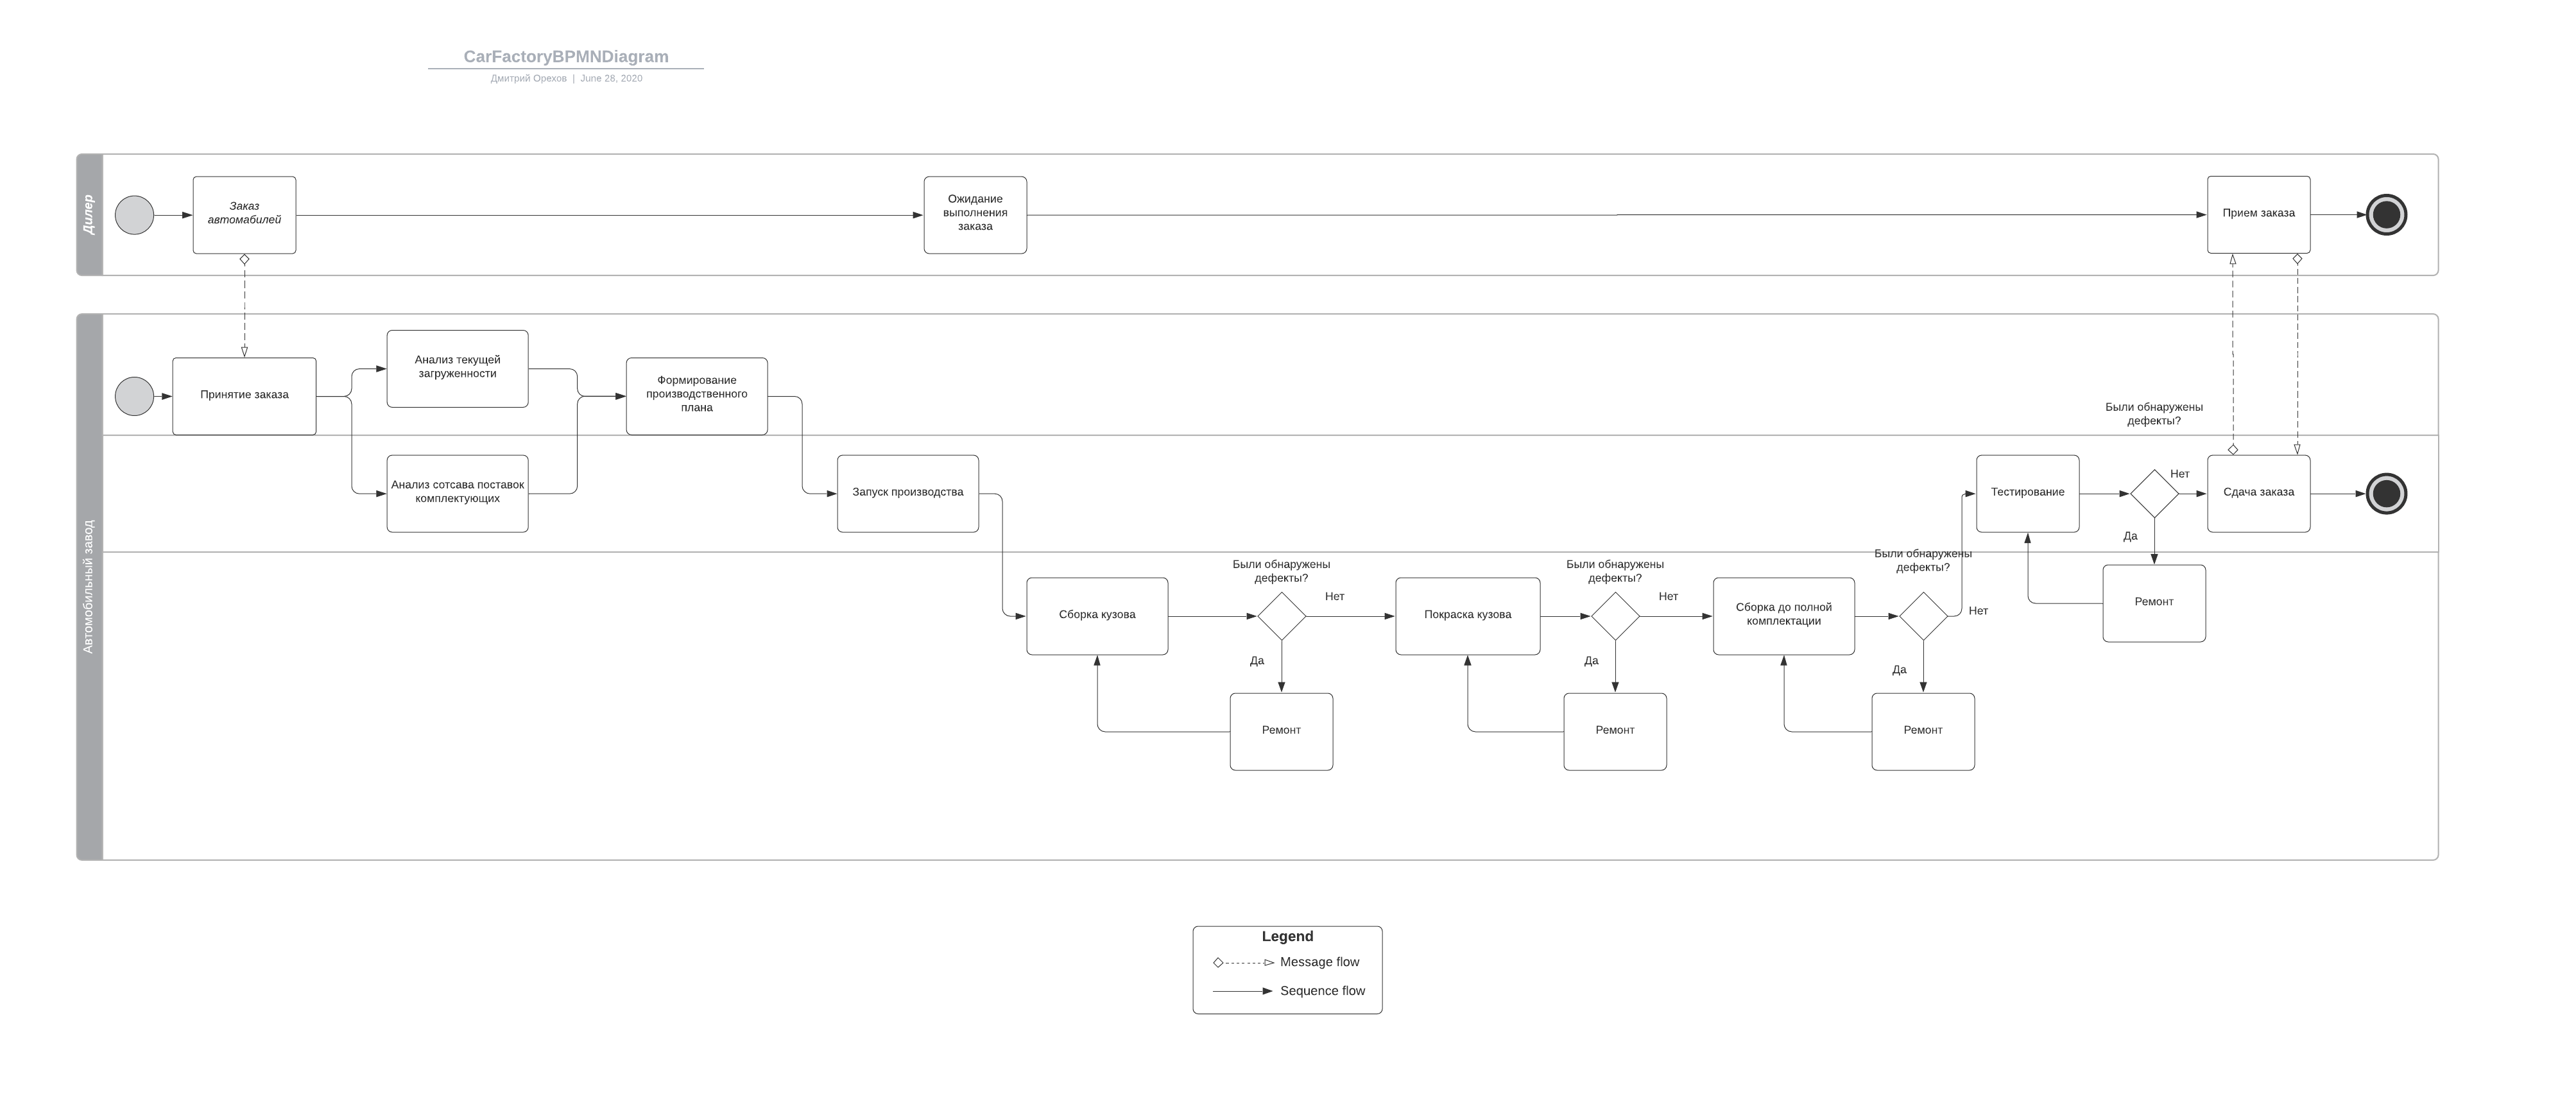 CarFactoryBPMNDiagram
Дмитрий Орехов | June 28, 2020
Дилер
Заказ
автомабилей
Ожидание
выполнения
заказа
Прием заказа
Автомобильный завод
Принятие заказа
Анализ текущей
загруженности
Формирование
производственного
плана
Были обнаружены
дефекты?
Анализ сотсава поставок
комплектующих
Запуск производства
Тестирование
Нет
Сдача заказа
Да
Ремонт
Сборка кузова
Были обнаружены
дефекты?
Нет
Да
Ремонт
Покраска кузова
Были обнаружены
дефекты?
Нет
Да
Ремонт
Сборка до полной
комплектации
Были обнаружены
дефекты?
Нет
Да
Ремонт
Legend
Message flow
Sequence flow